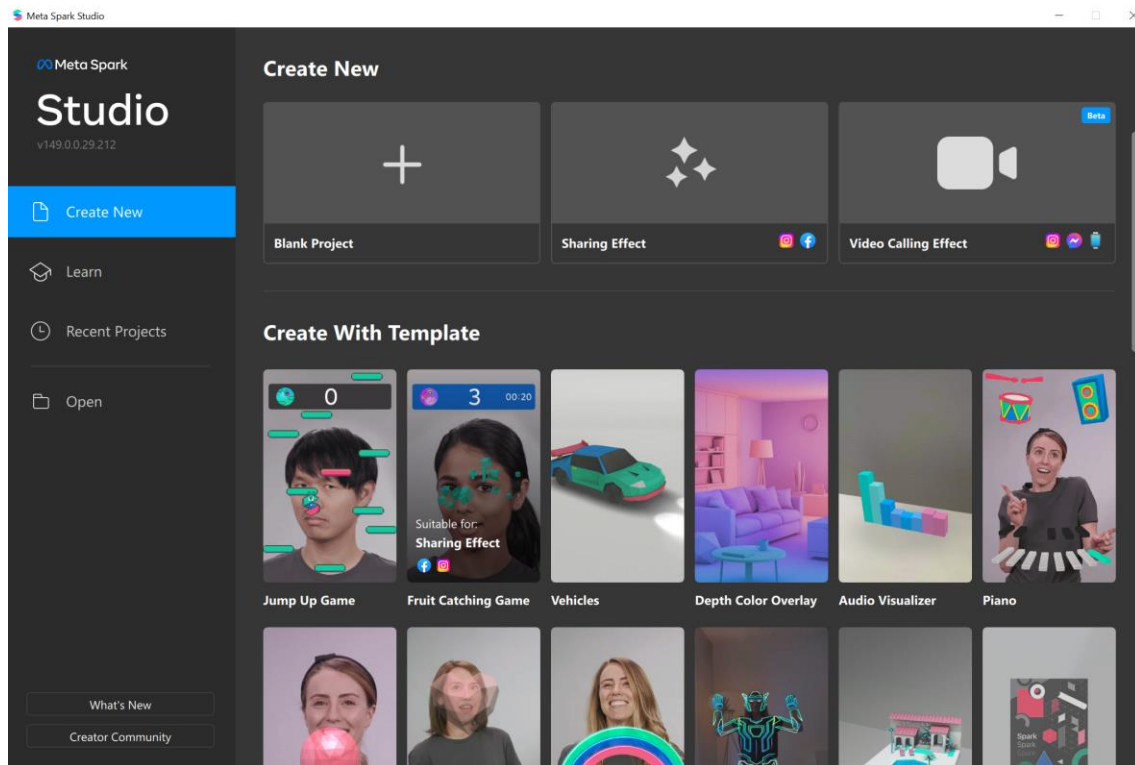 Meta Spark Studio
Meta Spark
Studio
v149.0.0.29.212
Create New
Learn
Recent Projects
Open
What's New
Creator Community
Create New
Beta
Blank Project
Sharing Effect
Video Calling Effect
Create With Template
0
3 00:20
Suitable for:
Sharing Effect
Jump Up Game
Fruit Catching Game
Vehicles
Depth Color Overlay
Audio Visualizer
Piano
Spark
Spark